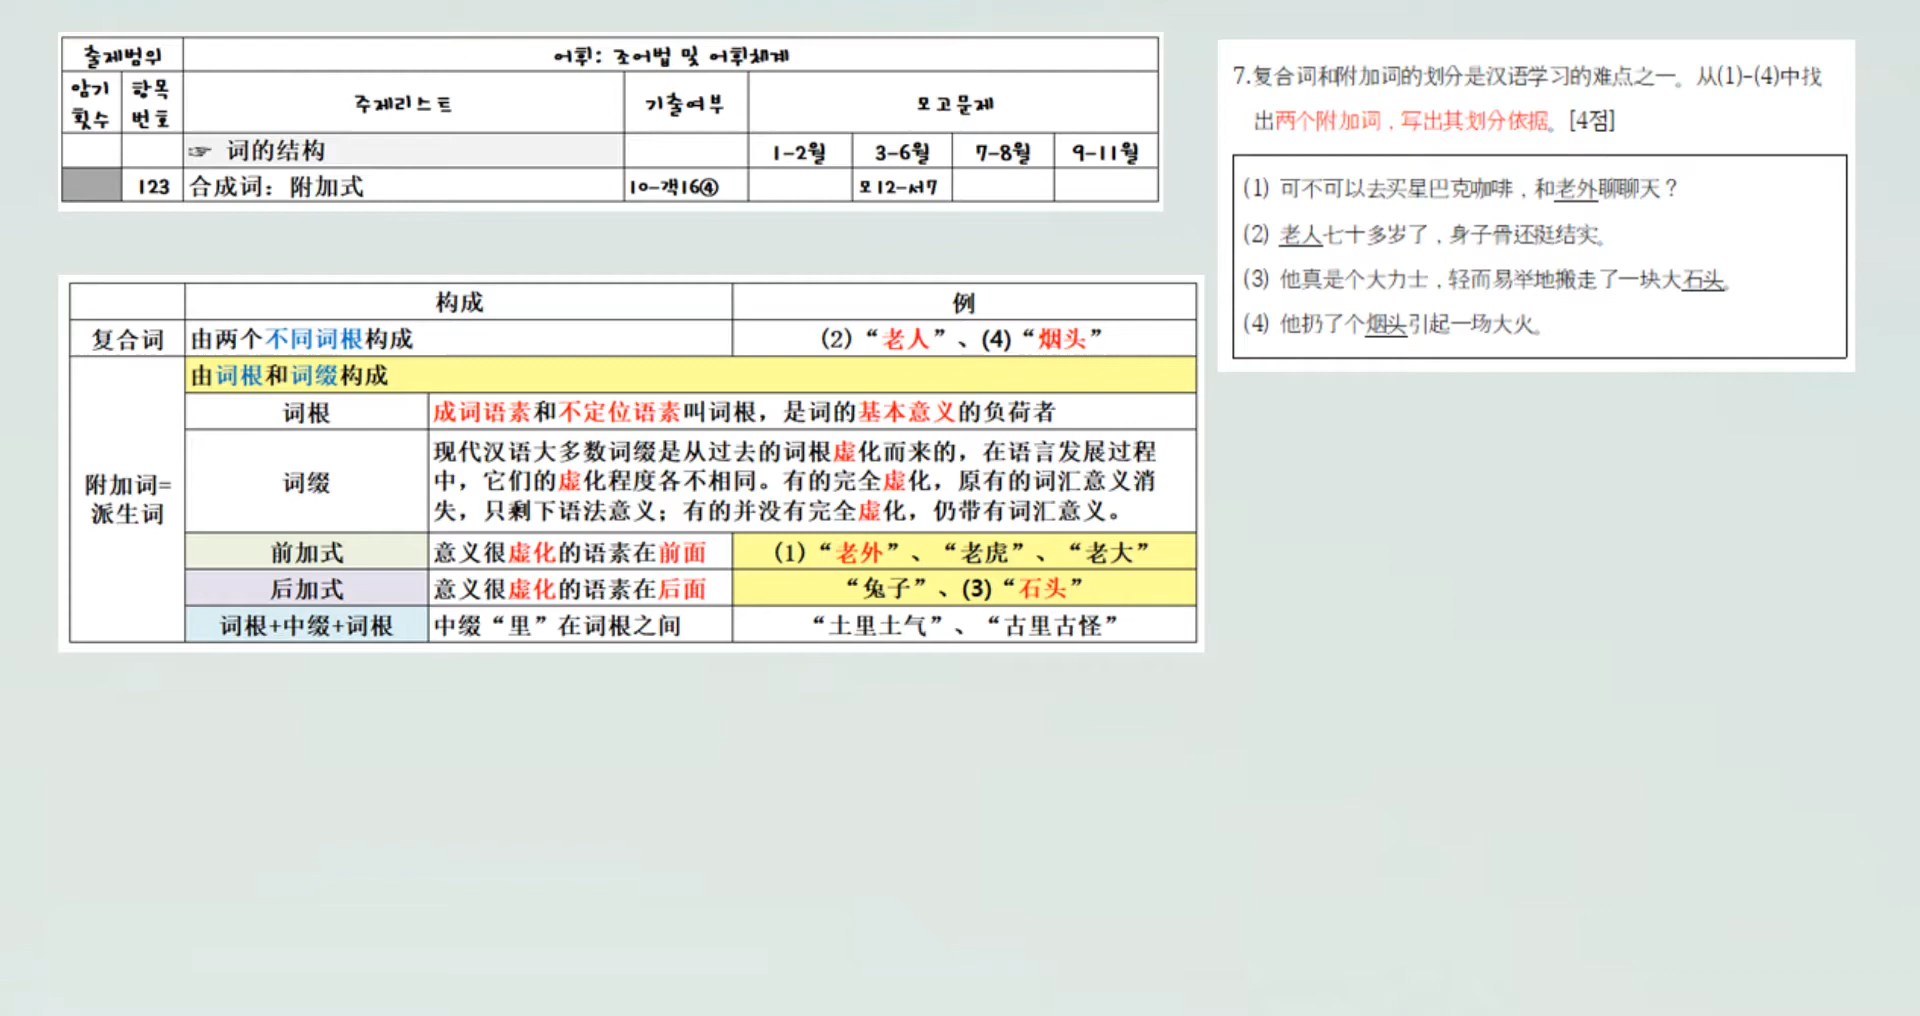 출제범위 어휘: 조어법 및 어휘체계
암기횟수 항목번호 주제리스트 기출여부 모고문제
☞ 词的结构 1-2월 3-6월 7-8월 9-11월
123 合成词：附加式 10-객16④ 모12-서7
构成 例
复合词 由两个不同词根构成 (2)“老人”、(4)“烟头”
附加词=派生词 由词根和词缀构成
词根 成词语素和不定位语素叫词根，是词的基本意义的负荷者
词缀 现代汉语大多数词缀是从过去的词根虚化而来的，在语言发展过程
中，它们的虚化程度各不相同。有的完全虚化，原有的词汇意义消
失，只剩下语法意义；有的并没有完全虚化，仍带有词汇意义。
前加式 意义很虚化的语素在前面 (1)“老外”、“老虎”、“老大”
后加式 意义很虚化的语素在后面 “兔子”、(3)“石头”
词根+中缀+词根 中缀“里”在词根之间 “土里土气”、“古里古怪”
7.复合词和附加词的划分是汉语学习的难点之一。从(1)-(4)中找
出两个附加词，写出其划分依据。[4점]
(1) 可不可以去买星巴克咖啡，和老外聊聊天？
(2) 老人七十多岁了，身子骨还挺结实。
(3) 他真是个大力士，轻而易举地搬走了一块大石头。
(4) 他扔了个烟头引起一场大火。